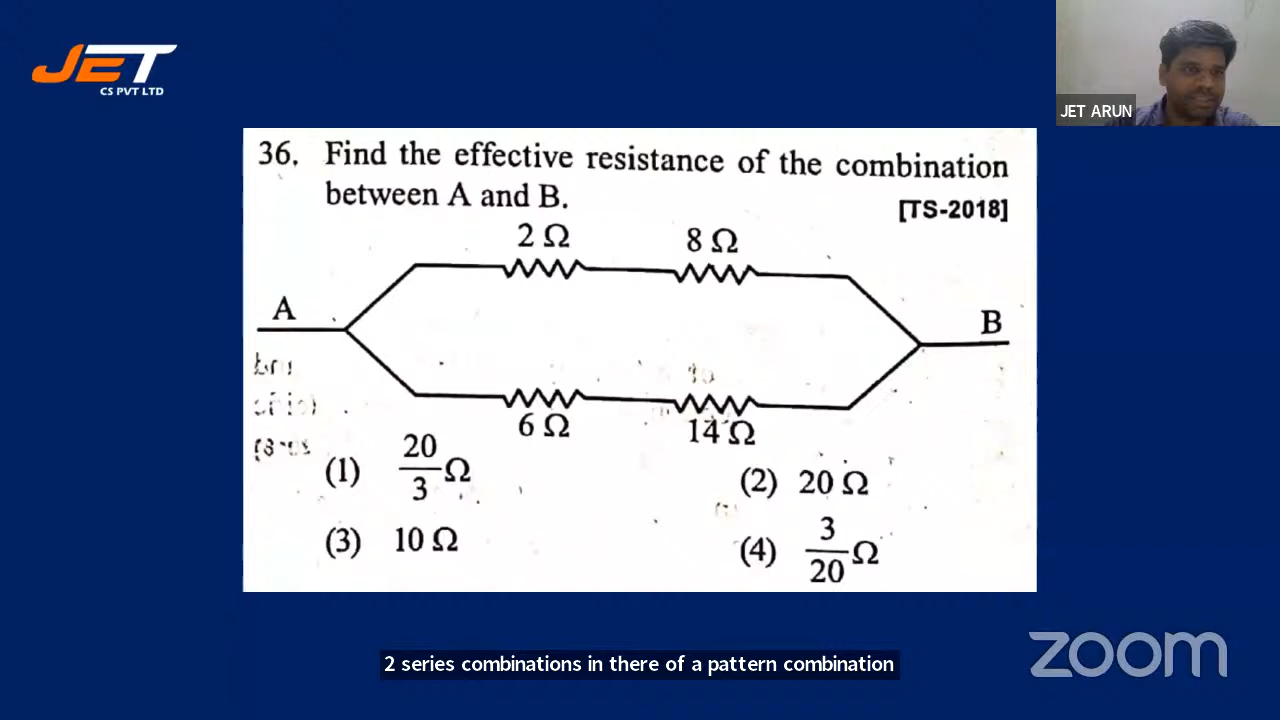 JET
CS PVT LTD
JET ARUN
36. Find the effective resistance of the combination
between A and B.
[TS-2018]
2 Ω 8 Ω
A
B
6 Ω 14 Ω
(1) 20/3 Ω (2) 20 Ω
(3) 10 Ω (4) 3/20 Ω
2 series combinations in there of a pattern combination
zoom